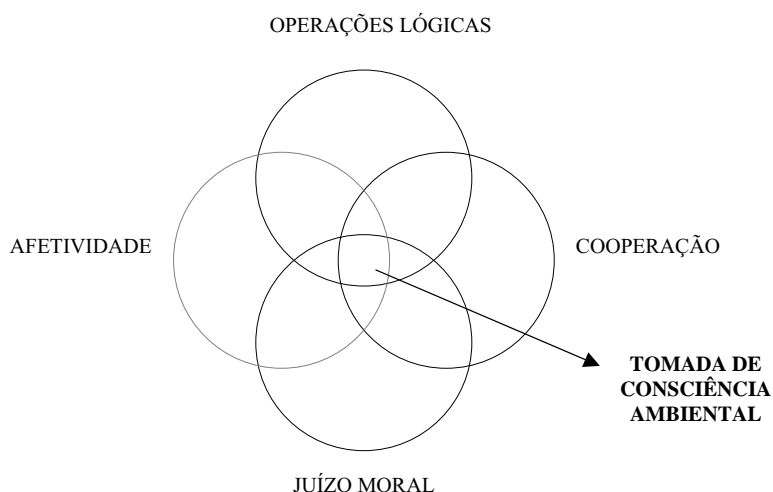 OPERAÇÕES LÓGICAS
AFETIVIDADE
COOPERAÇÃO
TOMADA DE
CONSCIÊNCIA
AMBIENTAL
JUÍZO MORAL